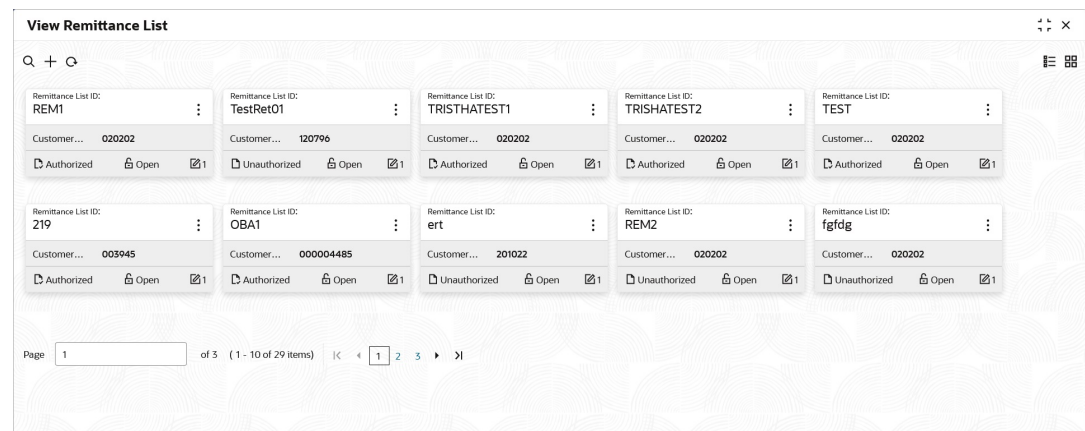 View Remittance List
Remittance List ID: Remittance List ID: Remittance List ID: Remittance List ID: Remittance List ID:
REM1 TestRet01 TRISTHATEST1 TRISHATEST2 TEST
Customer... 020202 Customer... 120796 Customer... 020202 Customer... 020202 Customer... 020202
Authorized Open 1 Unauthorized Open 1 Authorized Open 1 Authorized Open 1 Authorized Open 1
Remittance List ID: Remittance List ID: Remittance List ID: Remittance List ID: Remittance List ID:
219 OBA1 ert REM2 fgfdg
Customer... 003945 Customer... 000004485 Customer... 201022 Customer... 020202 Customer... 020202
Authorized Open 1 Authorized Open 1 Unauthorized Open 1 Unauthorized Open 1 Unauthorized Open 1
Page 1 of 3 ( 1 - 10 of 29 items) 1 2 3